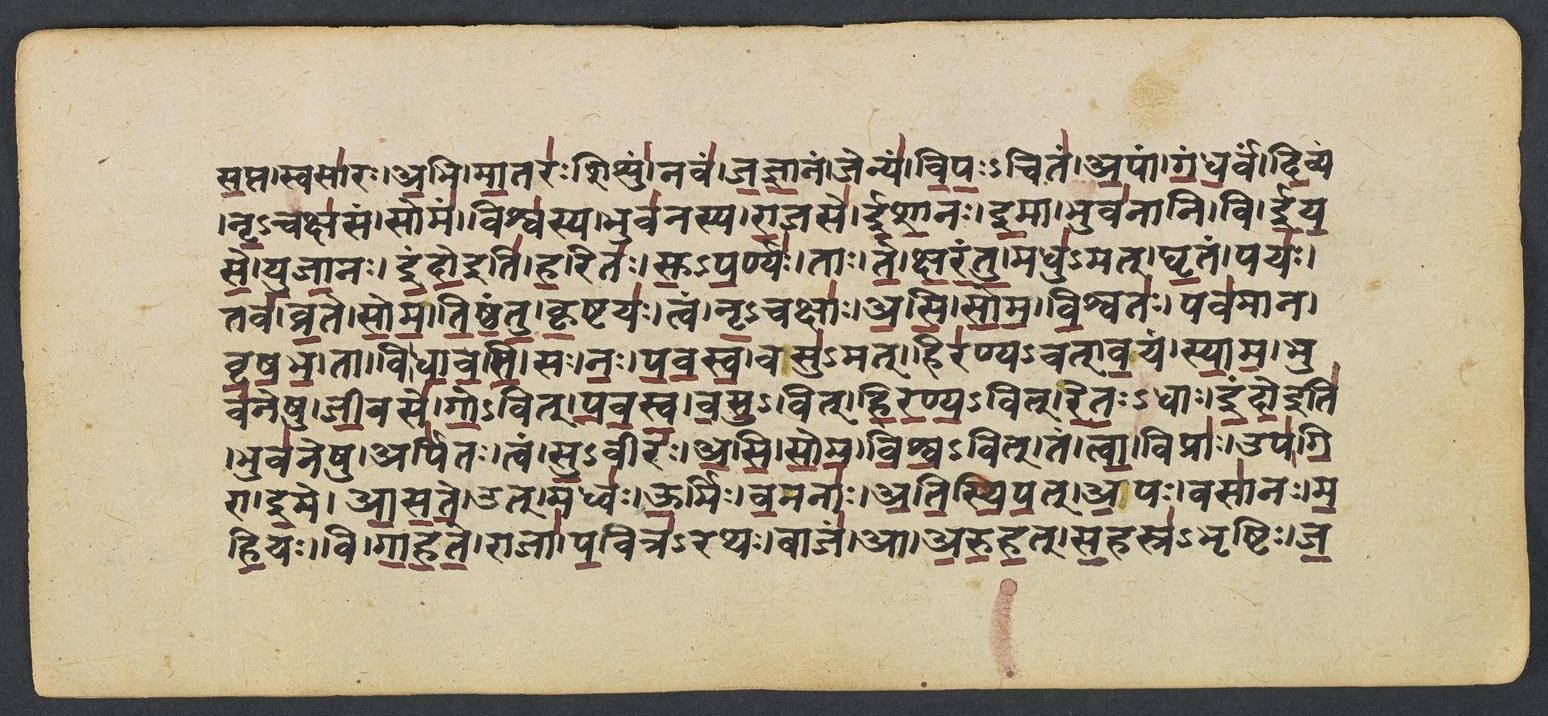 सप्त।स्वसारः।अभि।मातरः।शिशुं।नवं।जज्ञानं।जेन्यं।विपःऽचितं।अपां।गंधर्वं।दिव्यं
।नृऽचक्षसं।सोमं।विश्वस्य।भुवनस्य।राजसे।ईशानः।इमा।भुवनानि।वि।ईय
से।युजानः।इंदो इति।हरितः।सुऽपर्ण्यः।ताः।ते।क्षरंतु।मधुऽमत्।घृतं।पयः।
तव।व्रते।सोम।तिष्ठंतु।कृष्टयः।त्वं।नृऽचक्षाः।असि।सोम।विश्वतः।पवमान।
वृषभ।ता।वि।धावसि।सः।नः।पवस्व।वसुऽमत्।हिरण्यऽवत्।वयं।स्याम।भु
वनेषु।जीवसे।गोऽवित्।पवस्व।वसुऽवित्।हिरण्यऽवित्।रेतःऽधाः।इंदो इति
।भुवनेषु।अर्पितः।त्वं।सुऽवीरः।असि।सोम।विश्वऽवित्।तं।त्वा।विप्राः।उप।गि
रा।इमे।आसते।उत्।मध्वः।ऊर्मिः।वननाः।अतिस्थिपत्।अपः।वसानः।म
हिषः।वि।गाहते।राजा।पवित्रऽरथः।वाजं।आ।अरुहत्।सहस्रऽभृष्टिः।ज